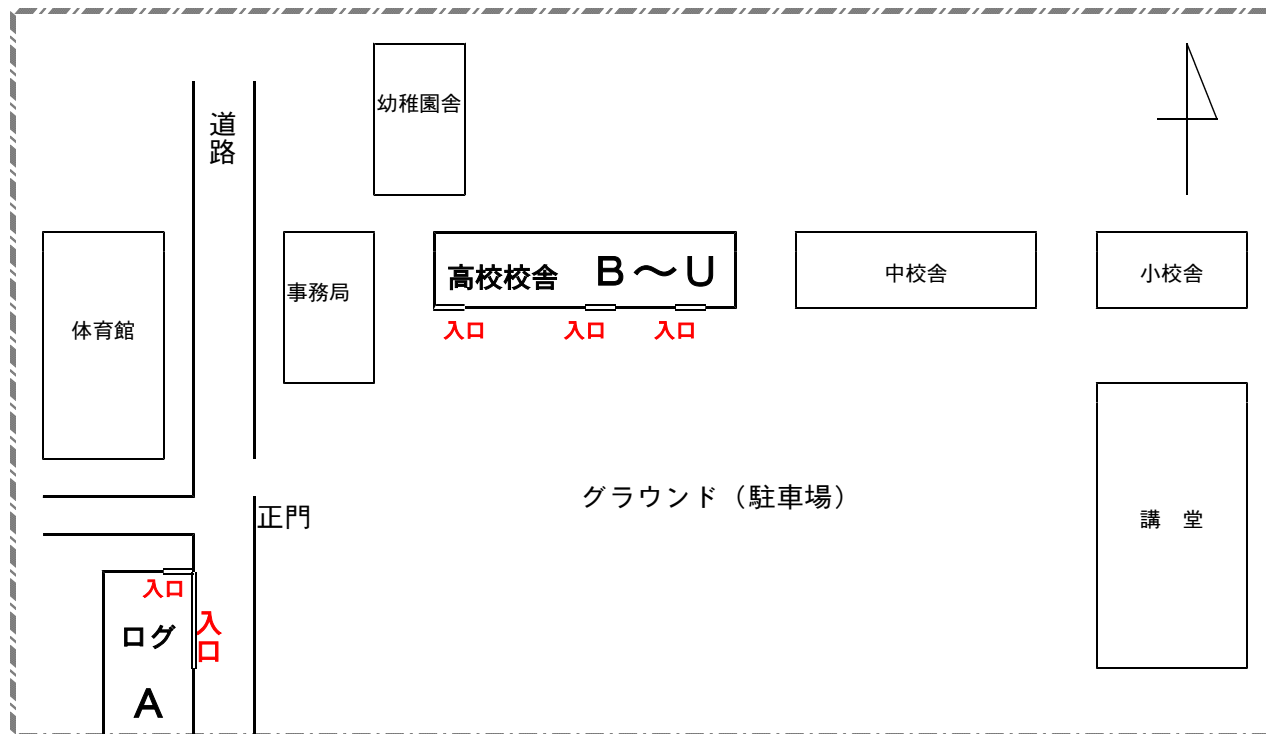 幼稚園舎
道路
高校校舎 B～U
中校舎
小校舎
事務局
体育館
入口
入口
入口
グラウンド（駐車場）
正門
講 堂
入口
入口
ログ
A